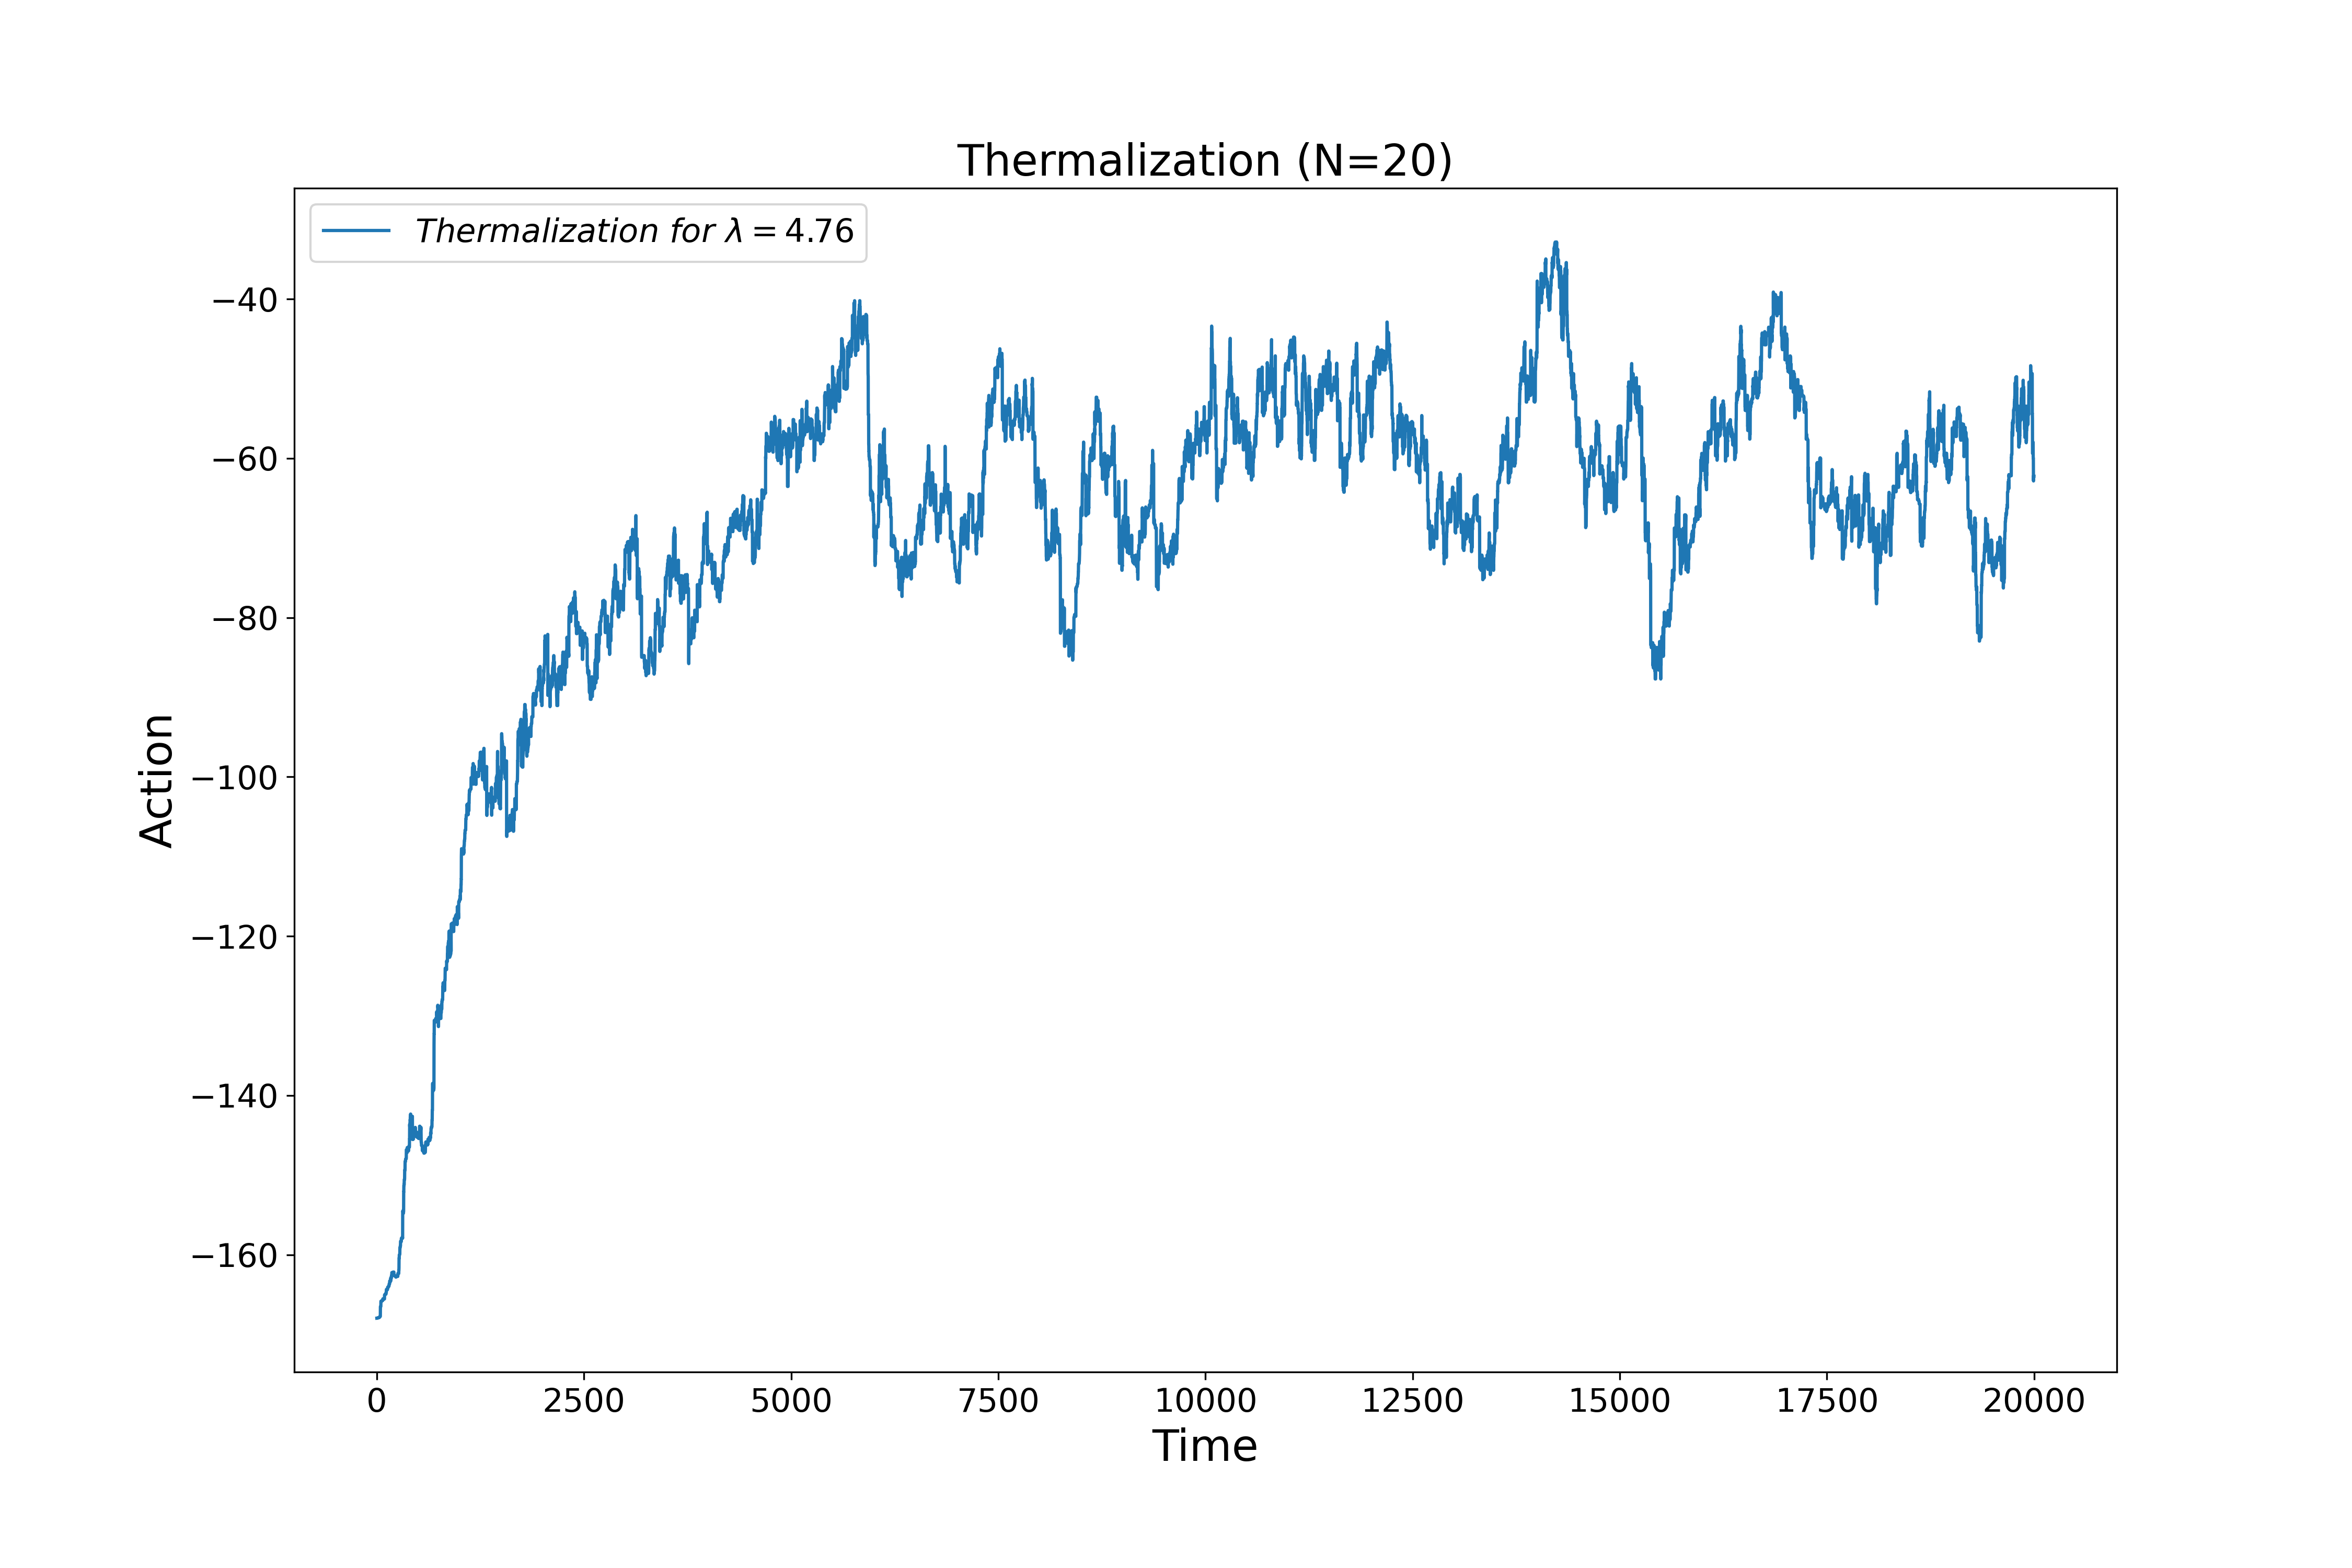 Thermalization (N=20)
Thermalization for λ = 4.76
Action
−40
−60
−80
−100
−120
−140
−160
0 2500 5000 7500 10000 12500 15000 17500 20000
Time